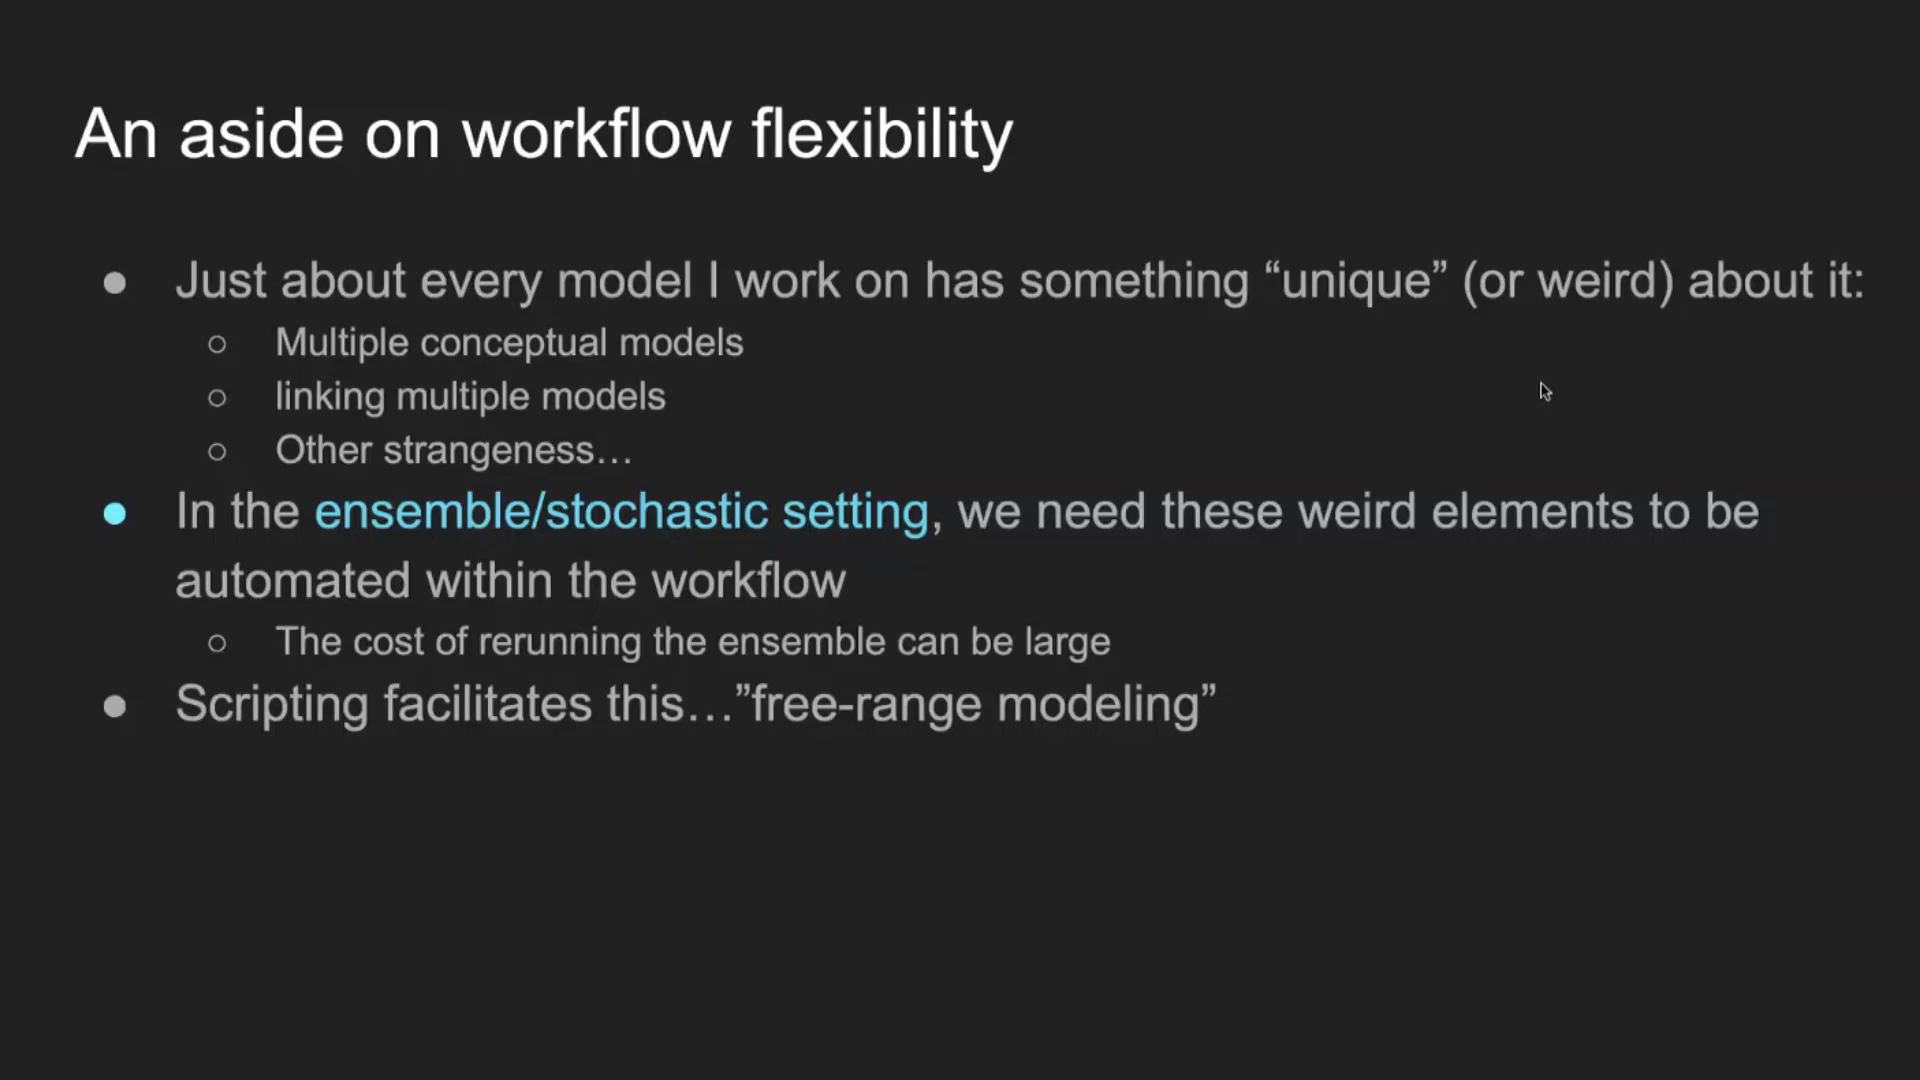 An aside on workflow flexibility
● Just about every model I work on has something “unique” (or weird) about it:
○ Multiple conceptual models
○ linking multiple models
○ Other strangeness…
● In the ensemble/stochastic setting, we need these weird elements to be
automated within the workflow
○ The cost of rerunning the ensemble can be large
● Scripting facilitates this…”free-range modeling”